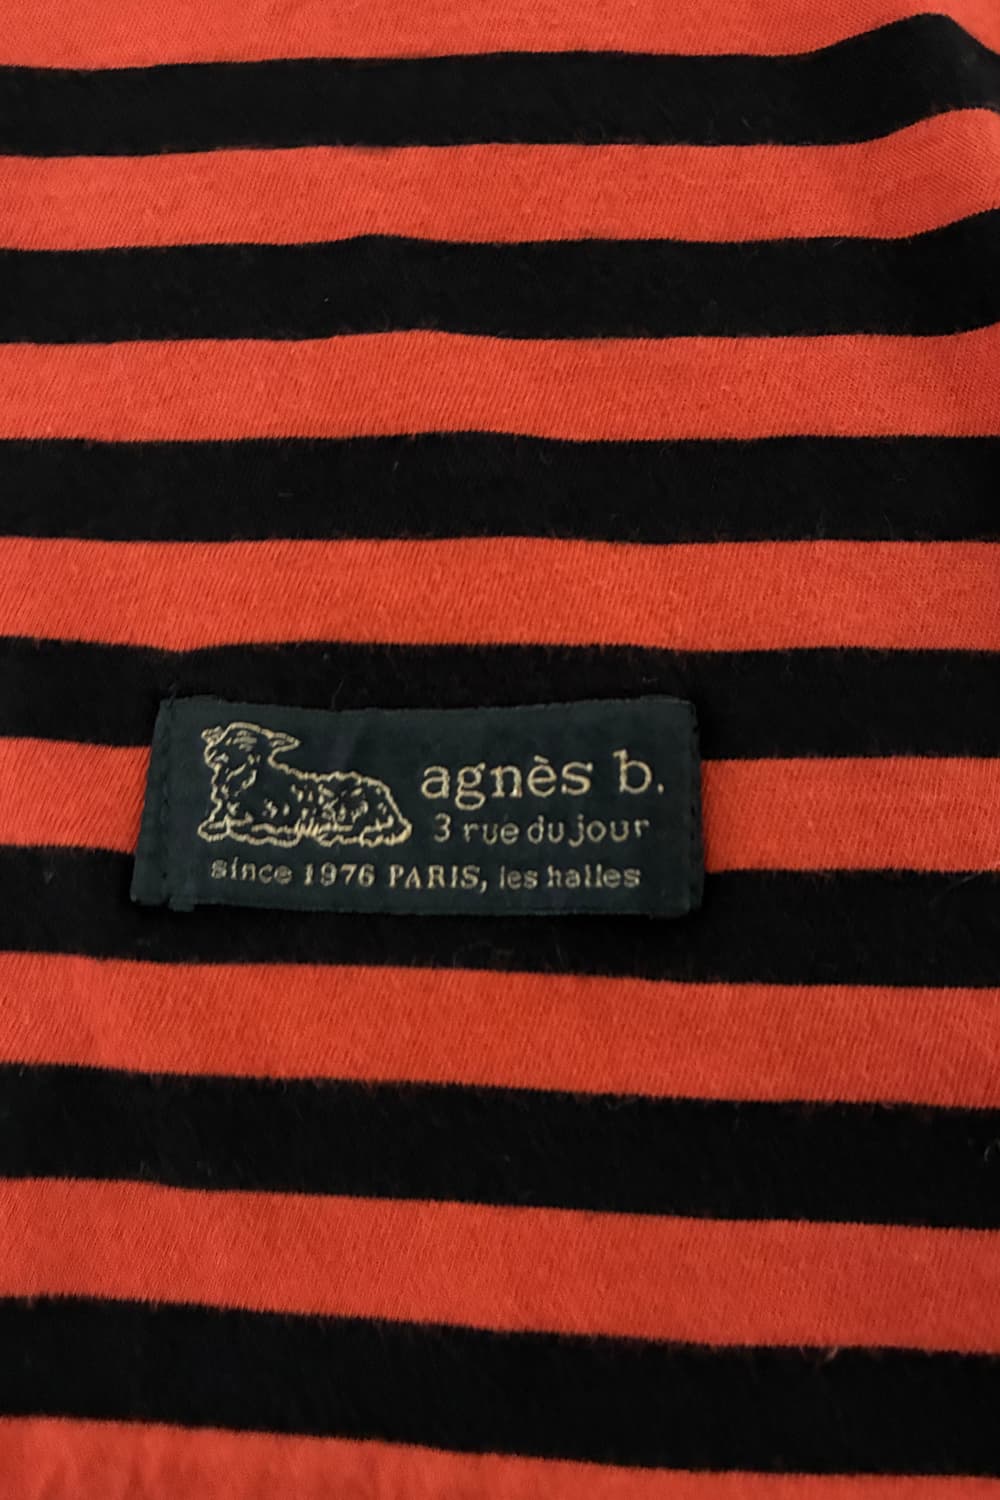 agnès b.
3 rue du jour
since 1976 PARIS, les halles